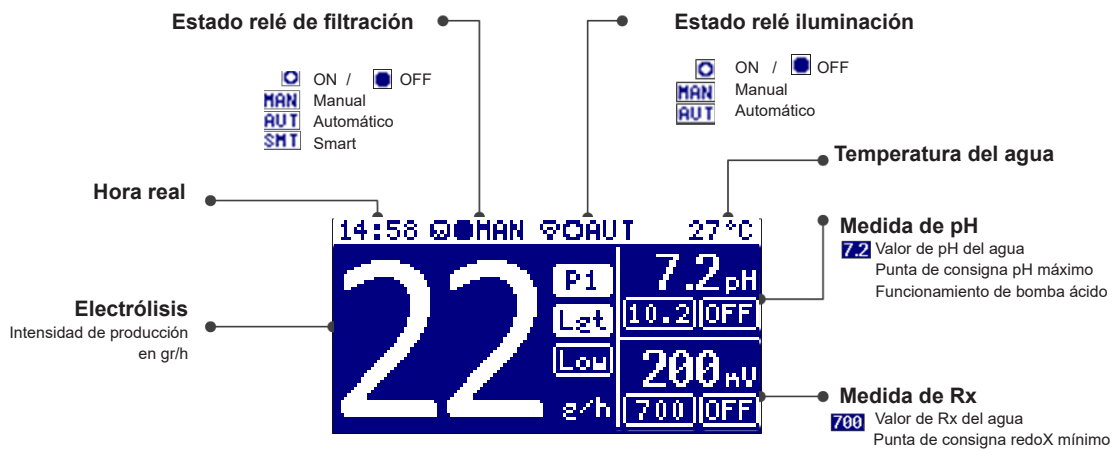 Estado relé de filtración
Estado relé iluminación
ON / OFF
MAN Manual
AUT Automático
SMT Smart
ON / OFF
MAN Manual
AUT Automático
Temperatura del agua
Hora real
14:58 MAN AUT 27°C
Medida de pH
7.2 Valor de pH del agua
Punta de consigna pH máximo
Funcionamiento de bomba ácido
Electrólisis
Intensidad de producción
en gr/h
22
P1
Lgt
Low
g/h
7.2 pH
10.2 OFF
200 mV
700 OFF
Medida de Rx
700 Valor de Rx del agua
Punta de consigna redoX mínimo